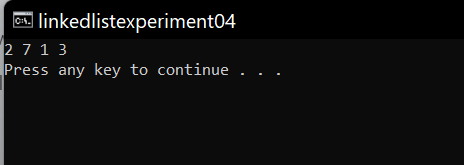 linkedlistexperiment04
2 7 1 3
Press any key to continue . . .